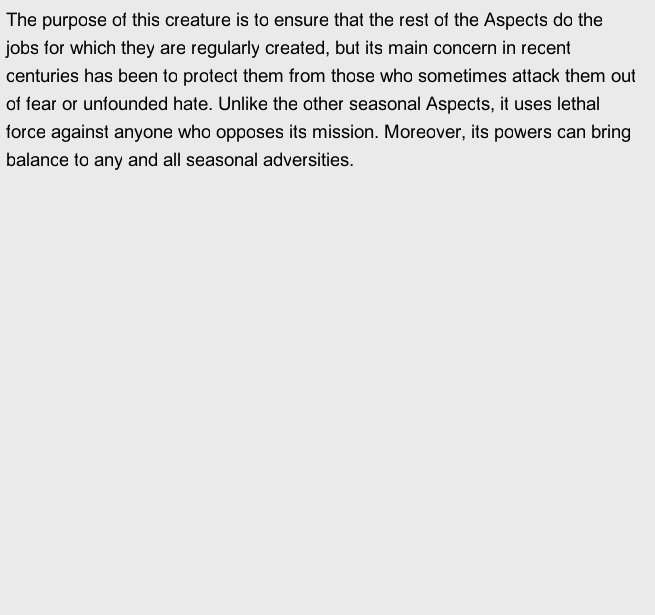 The purpose of this creature is to ensure that the rest of the Aspects do the
jobs for which they are regularly created, but its main concern in recent
centuries has been to protect them from those who sometimes attack them out
of fear or unfounded hate. Unlike the other seasonal Aspects, it uses lethal
force against anyone who opposes its mission. Moreover, its powers can bring
balance to any and all seasonal adversities.